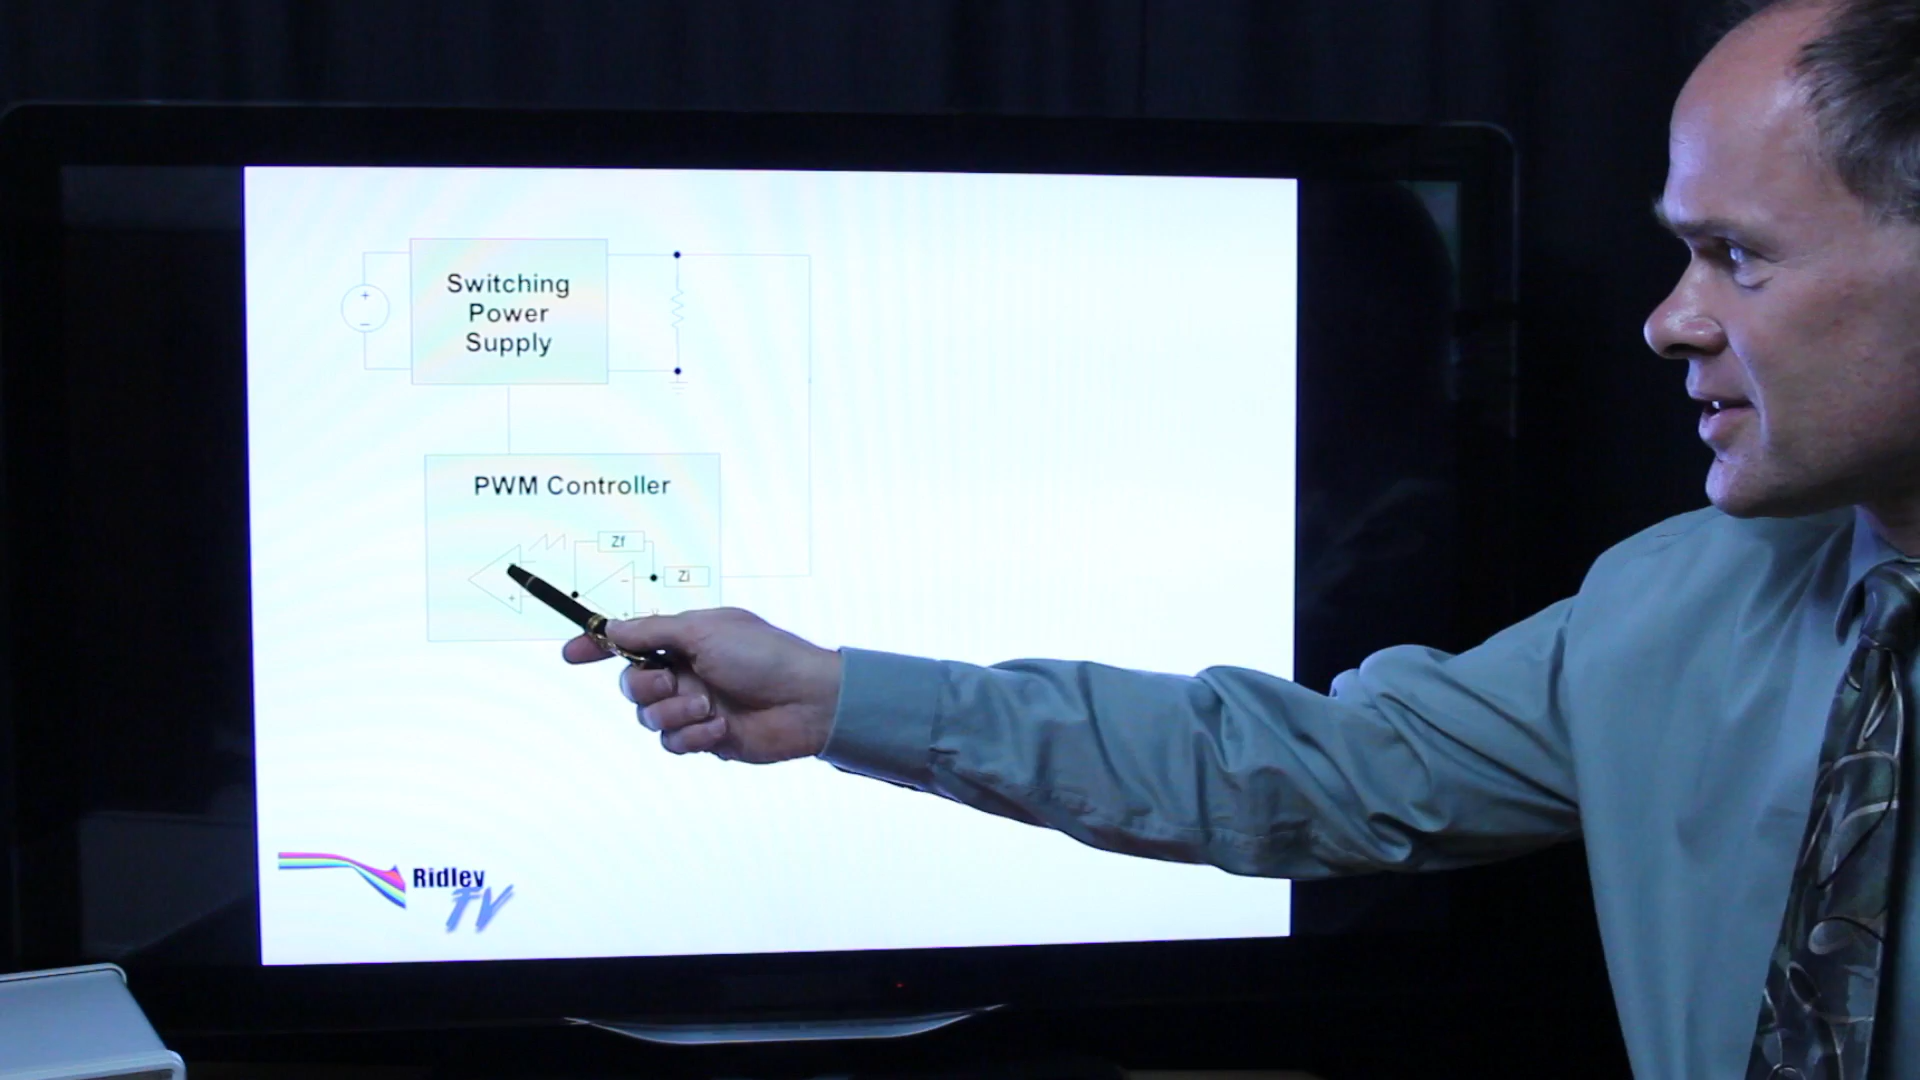 Switching
Power
Supply
+
−
PWM Controller
Zf
Zi
−
+
+
Ridley
TV